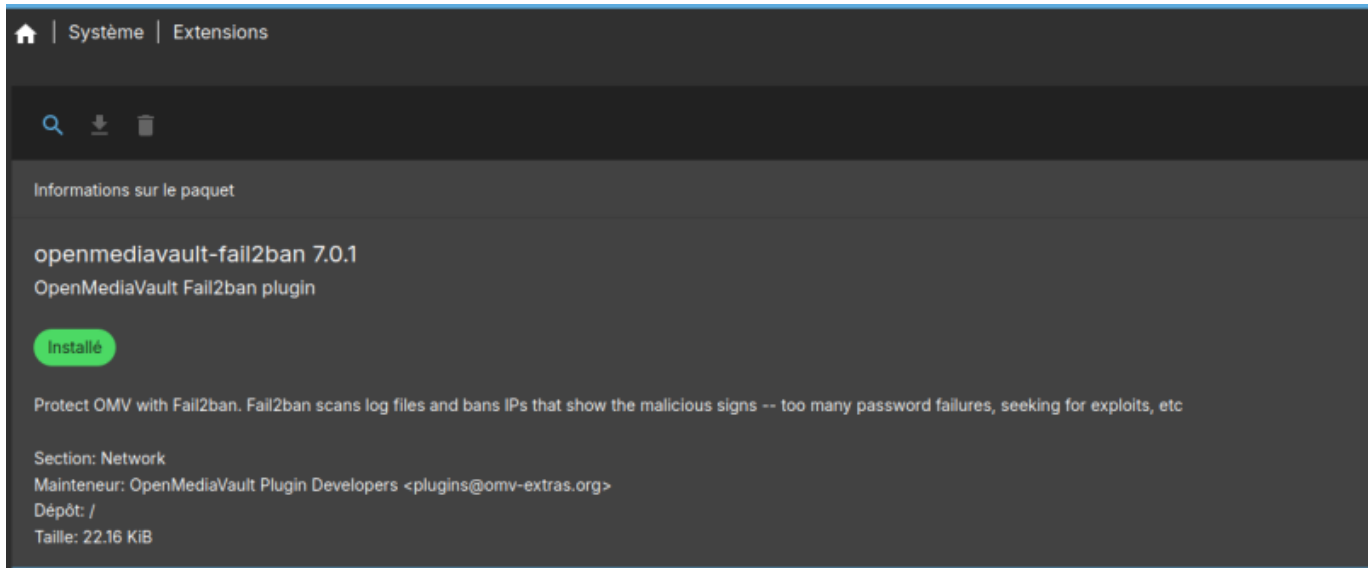 | Système | Extensions
Informations sur le paquet
openmediavault-fail2ban 7.0.1
OpenMediaVault Fail2ban plugin
Installé
Protect OMV with Fail2ban. Fail2ban scans log files and bans IPs that show the malicious signs -- too many password failures, seeking for exploits, etc
Section: Network
Mainteneur: OpenMediaVault Plugin Developers <plugins@omv-extras.org>
Dépôt: /
Taille: 22.16 KiB